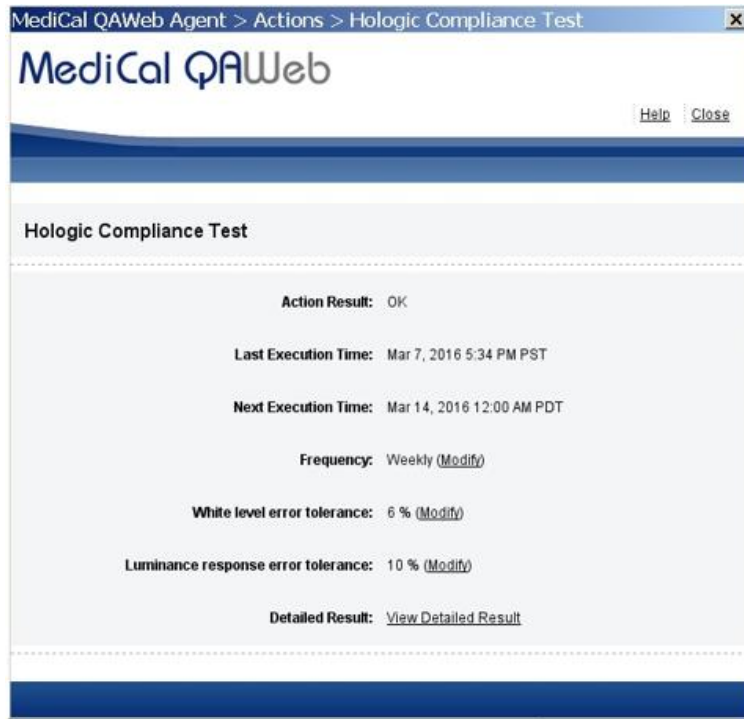 MediCal QAWeb Agent > Actions > Hologic Compliance Test
MediCal QAWeb
Help Close
Hologic Compliance Test
Action Result: OK
Last Execution Time: Mar 7, 2016 5:34 PM PST
Next Execution Time: Mar 14, 2016 12:00 AM PDT
Frequency: Weekly (Modify)
White level error tolerance: 6 % (Modify)
Luminance response error tolerance: 10 % (Modify)
Detailed Result: View Detailed Result